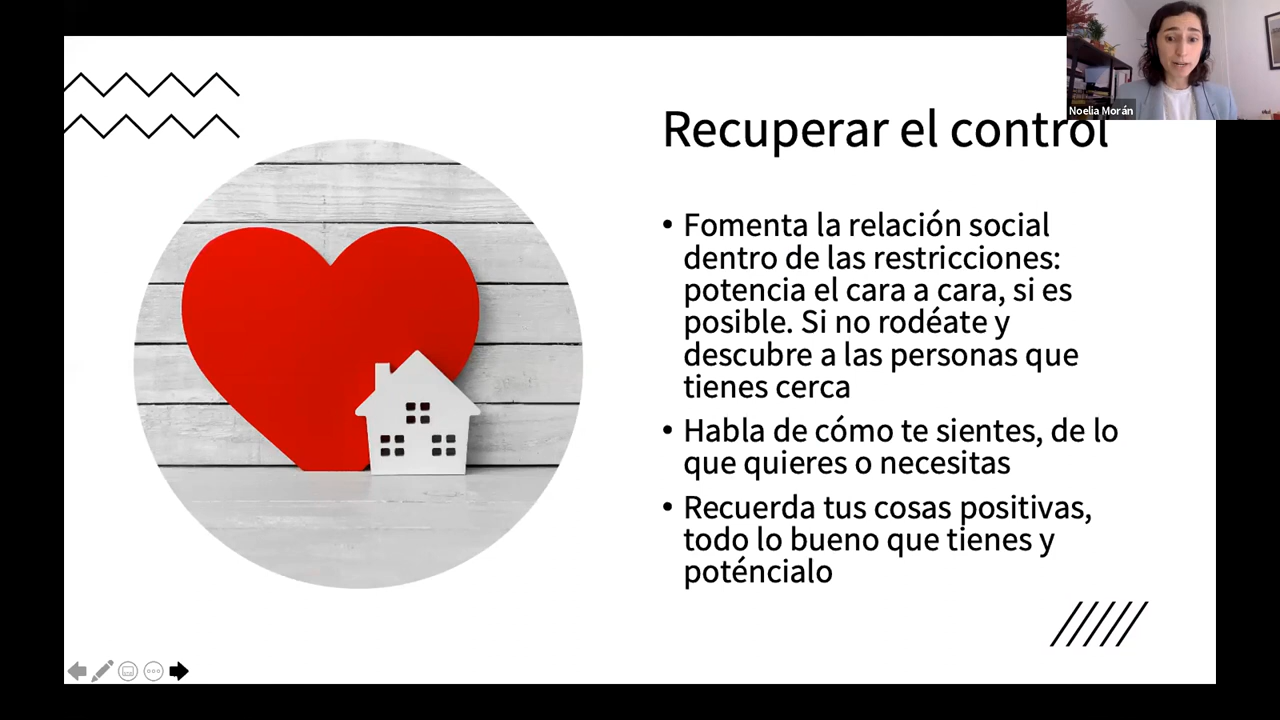 Noelia Morán
Recuperar el control
• Fomenta la relación social
dentro de las restricciones:
potencia el cara a cara, si es
posible. Si no rodéate y
descubre a las personas que
tienes cerca
• Habla de cómo te sientes, de lo
que quieres o necesitas
• Recuerda tus cosas positivas,
todo lo bueno que tienes y
poténcialo